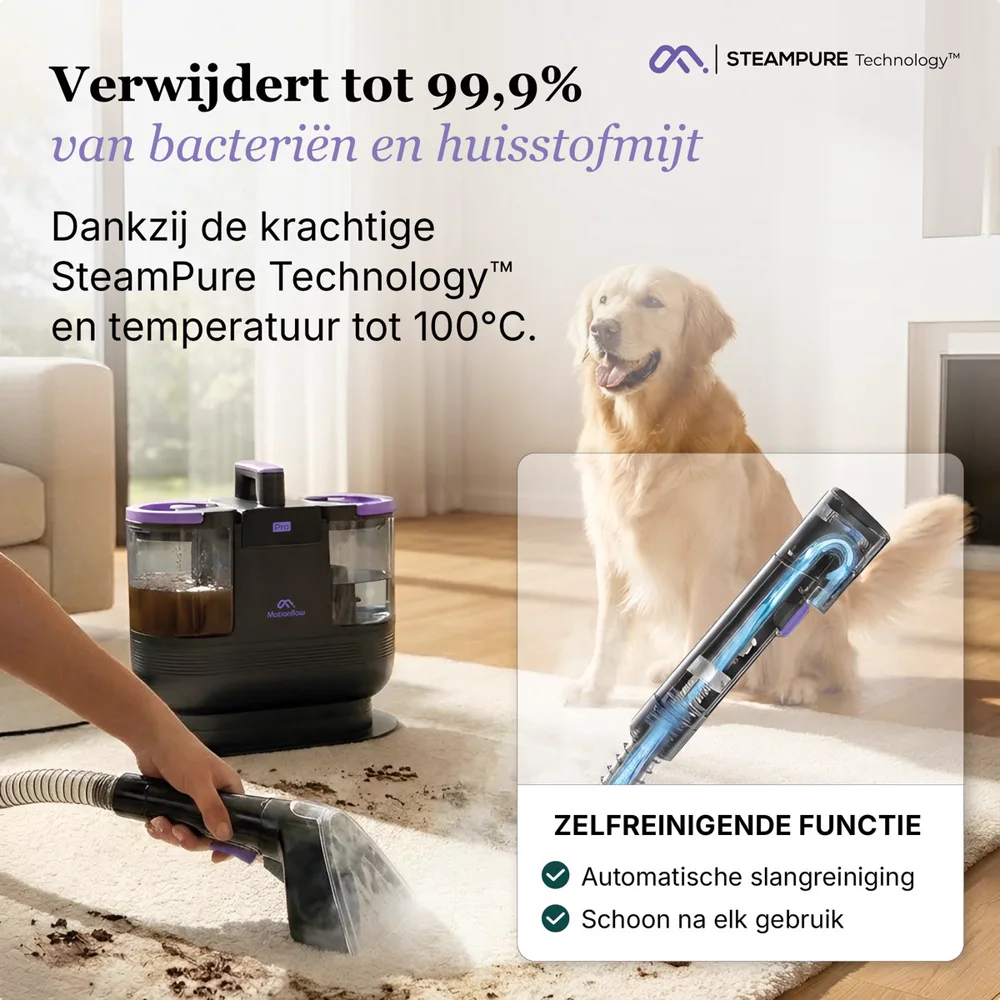 Verwijdert tot 99,9%
van bacteriën en huisstofmijt
STEAMPURE Technology™
Dankzij de krachtige
SteamPure Technology™
en temperatuur tot 100°C.
Pro
Motionflow
ZELFREINIGENDE FUNCTIE
Automatische slangreiniging
Schoon na elk gebruik